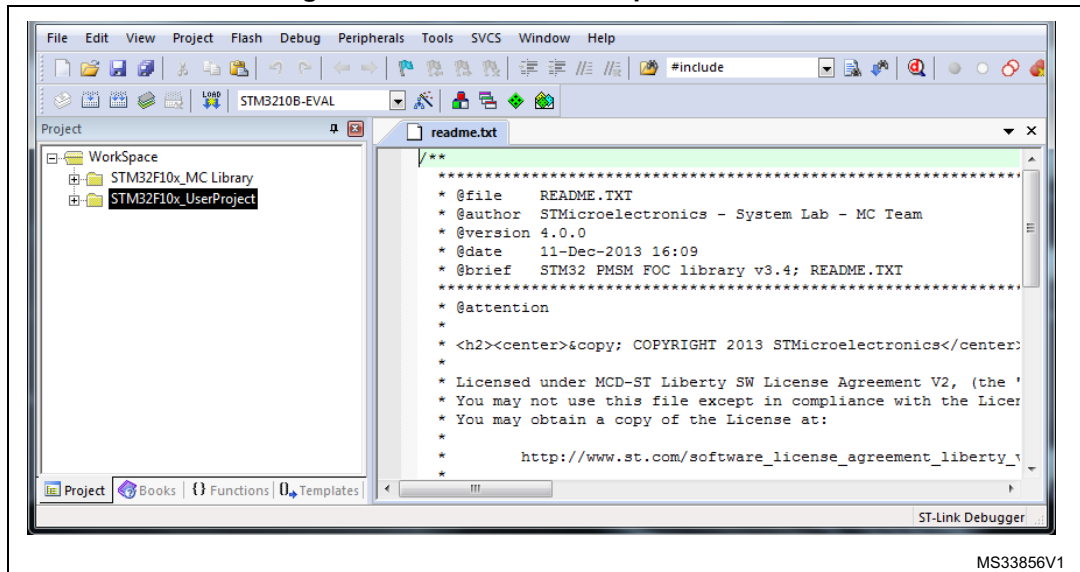 File Edit View Project Flash Debug Peripherals Tools SVCS Window Help
#include
LOAD STM3210B-EVAL
Project
readme.txt
WorkSpace
STM32F10x_MC Library
STM32F10x_UserProject
/**
******************************************************************
* @file README.TXT
* @author STMicroelectronics - System Lab - MC Team
* @version 4.0.0
* @date 11-Dec-2013 16:09
* @brief STM32 PMSM FOC library v3.4; README.TXT
******************************************************************
* @attention
*
* <h2><center>&copy; COPYRIGHT 2013 STMicroelectronics</center>
*
* Licensed under MCD-ST Liberty SW License Agreement V2, (the "
* You may not use this file except in compliance with the Licen
* You may obtain a copy of the License at:
*
* http://www.st.com/software_license_agreement_liberty_v
*
Project Books {} Functions 0 Templates
ST-Link Debugger
MS33856V1